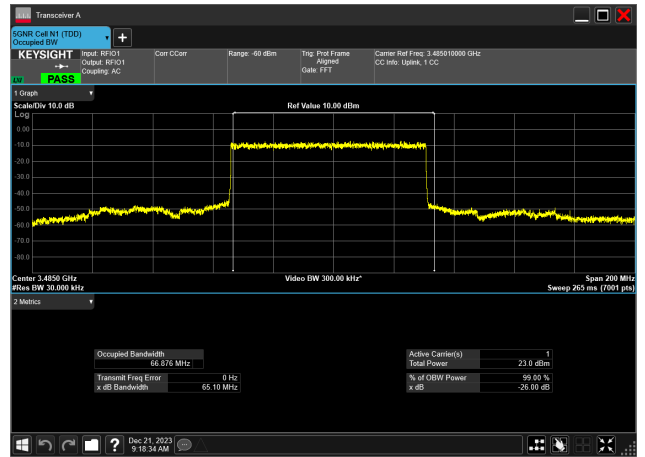 Transceiver A
5GNR Cell N1 (TDD)
Occupied BW
+
KEYSIGHT
LV PASS
Input: RFIO1
Output: RFIO1
Coupling: AC
Corr CCorr
Range: -60 dBm
Trig: Prot Frame
Aligned
Gate: FFT
Carrier Ref Freq: 3.485010000 GHz
CC Info: Uplink, 1 CC
1 Graph
Scale/Div 10.0 dB
Ref Value 10.00 dBm
Log
0.00
-10.0
-20.0
-30.0
-40.0
-50.0
-60.0
-70.0
-80.0
Center 3.4850 GHz
Video BW 300.00 kHz*
Span 200 MHz
#Res BW 30.000 kHz
Sweep 265 ms (7001 pts)
2 Metrics
Occupied Bandwidth
66.876 MHz
Active Carrier(s) 1
Total Power 23.0 dBm
Transmit Freq Error 0 Hz
x dB Bandwidth 65.10 MHz
% of OBW Power 99.00 %
x dB -26.00 dB
?
Dec 21, 2023
9:18:34 AM